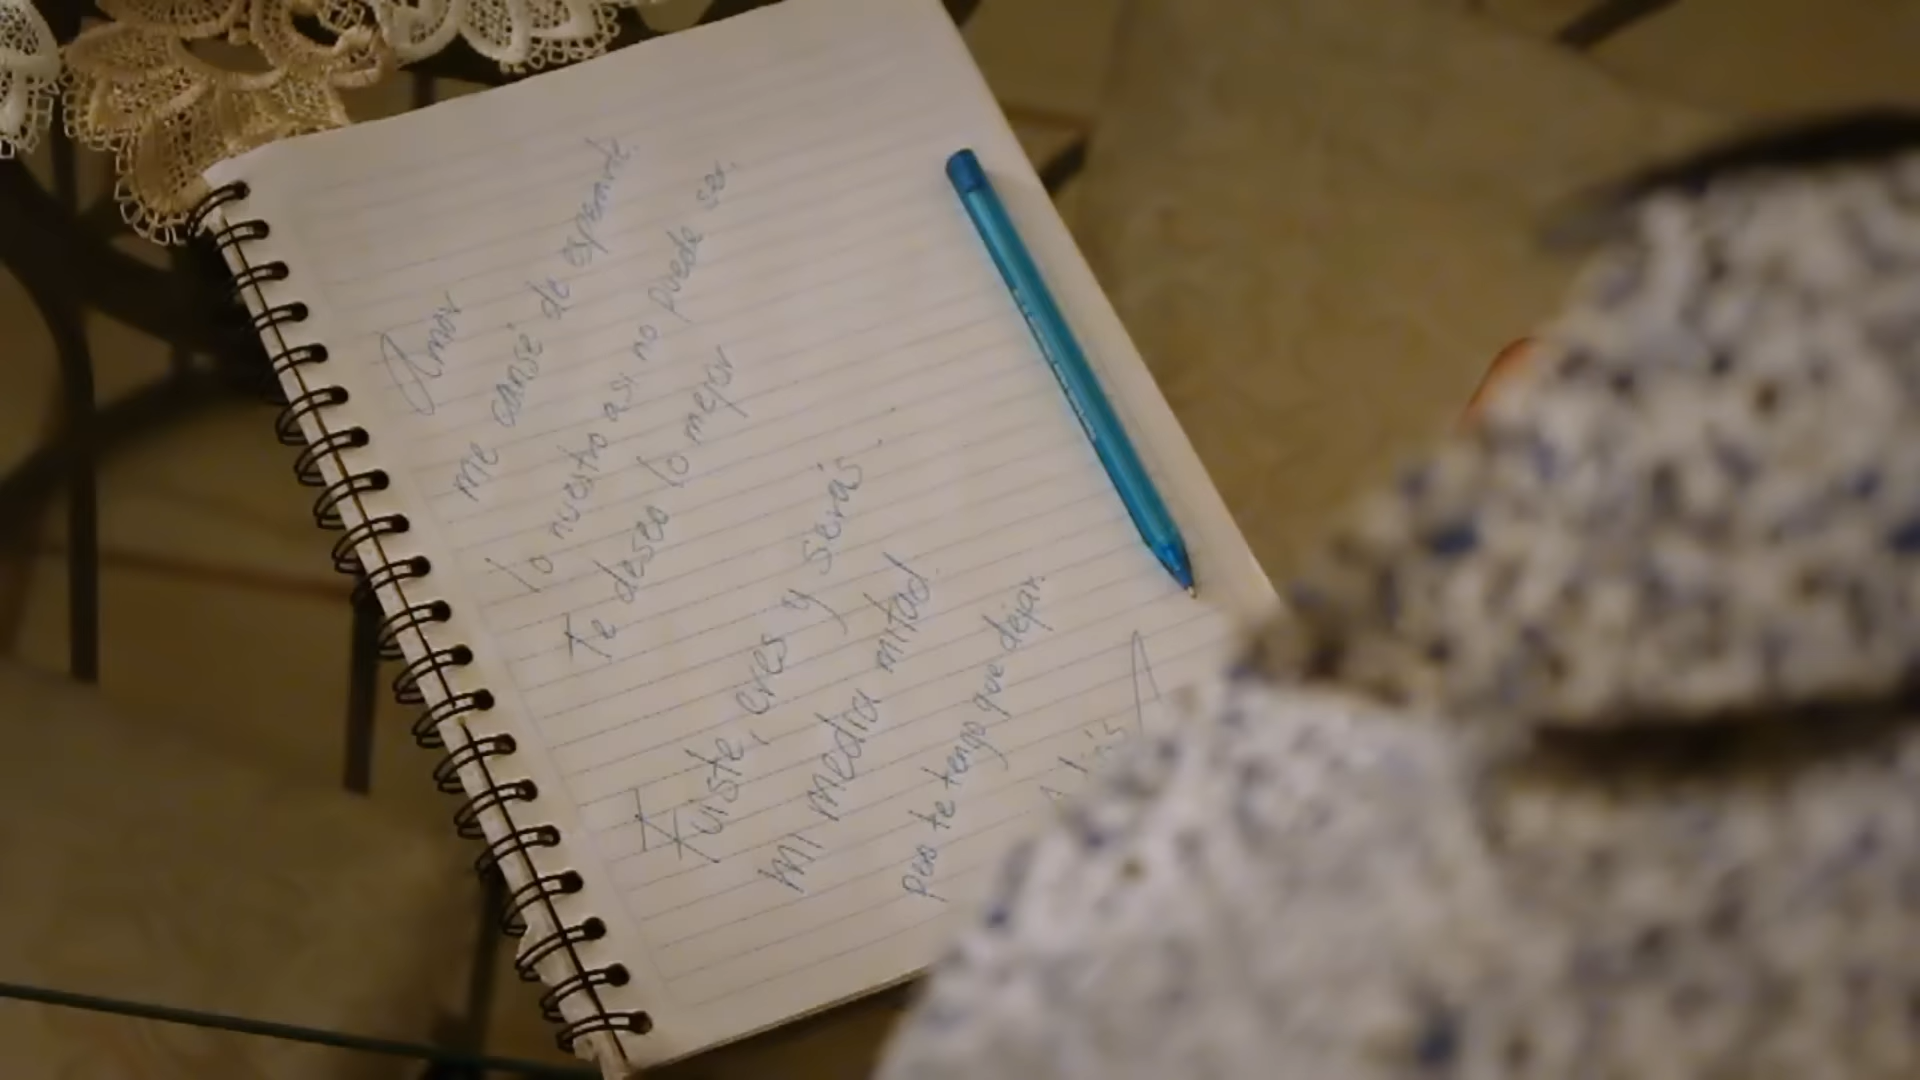 Amor
me cansé de esperarte.
lo nuestro asi no puede ser.
Te deseo lo mejor
Fuiste, eres y serás.
mi media mitad.
pero te tengo que dejar.